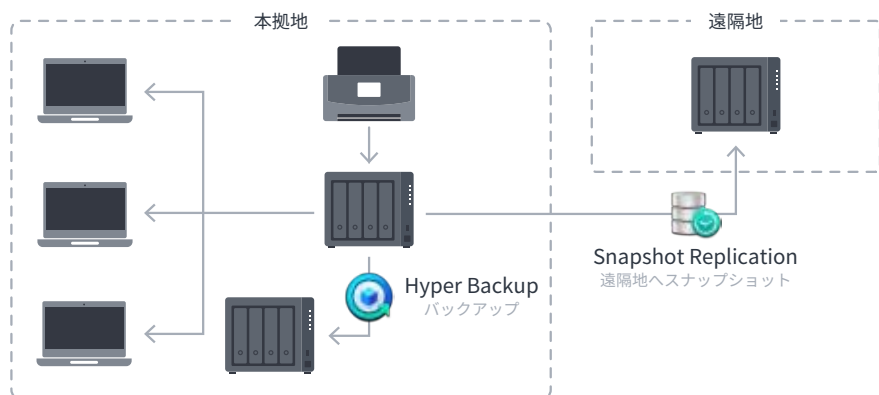 本拠地
遠隔地
Hyper Backup
バックアップ
Snapshot Replication
遠隔地へスナップショット